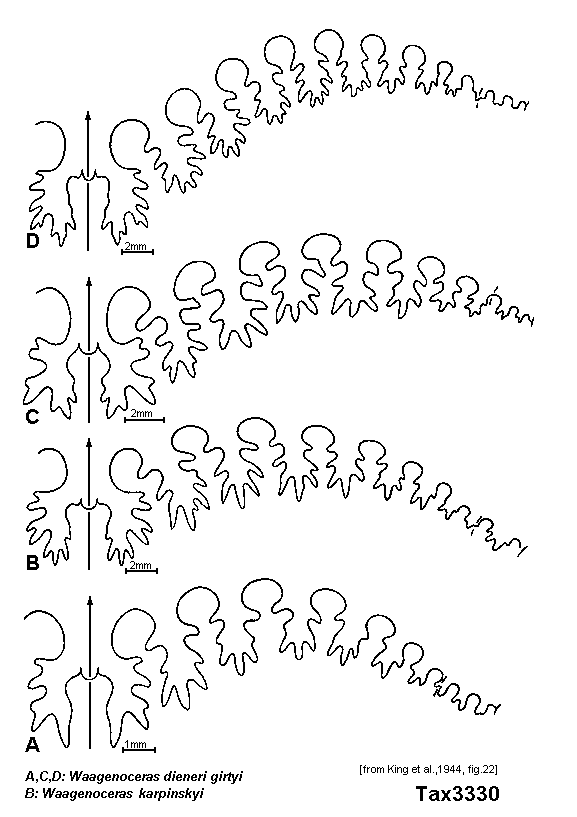 D
2mm
C
2mm
B
2mm
A
1mm
A,C,D: Waagenoceras dieneri girtyi
B: Waagenoceras karpinskyi
[from King et al.,1944, fig.22]
Tax3330